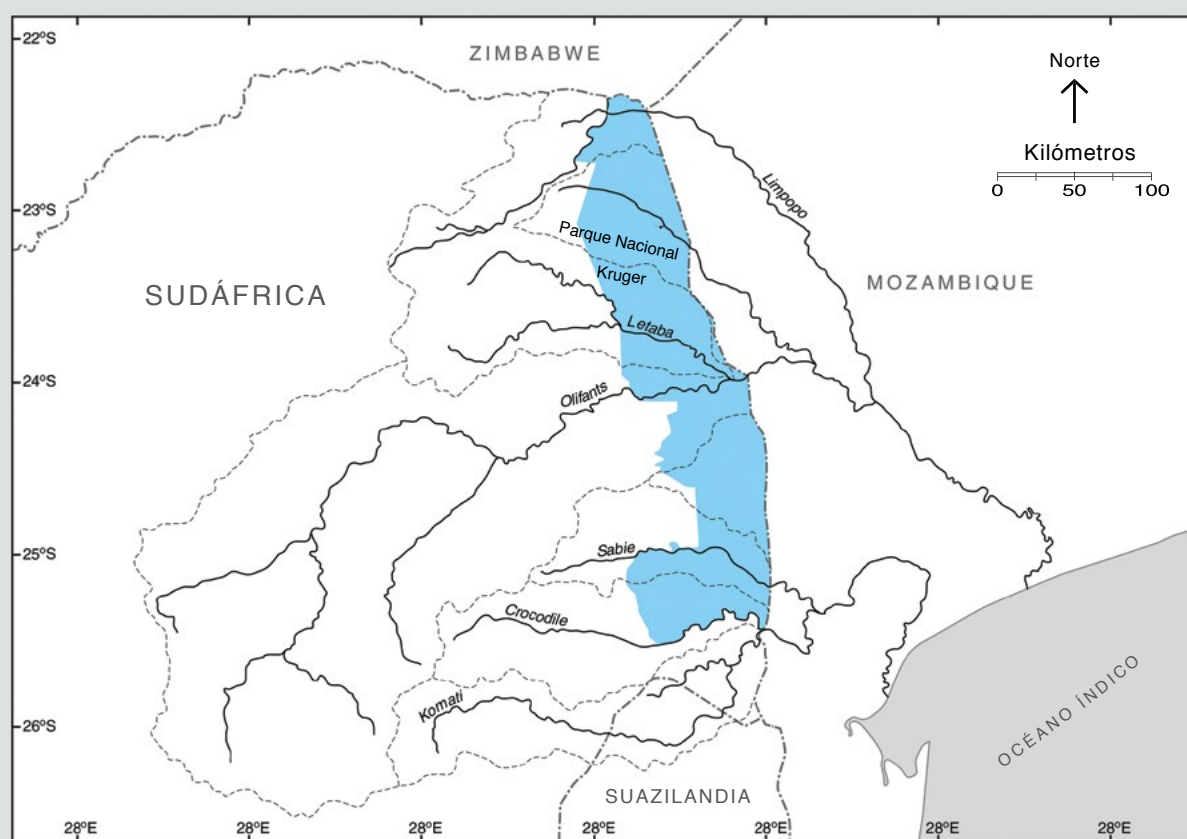 22ºS
ZIMBABWE
Norte
Kilómetros
0 50 100
23ºS
Limpopo
Parque Nacional
Kruger
MOZAMBIQUE
SUDÁFRICA
Letaba
24ºS
Olifants
25ºS
Sabie
Crocodile
Komati
26ºS
OCÉANO ÍNDICO
SUAZILANDIA
28ºE 28ºE 28ºE 28ºE 28ºE 28ºE 28ºE